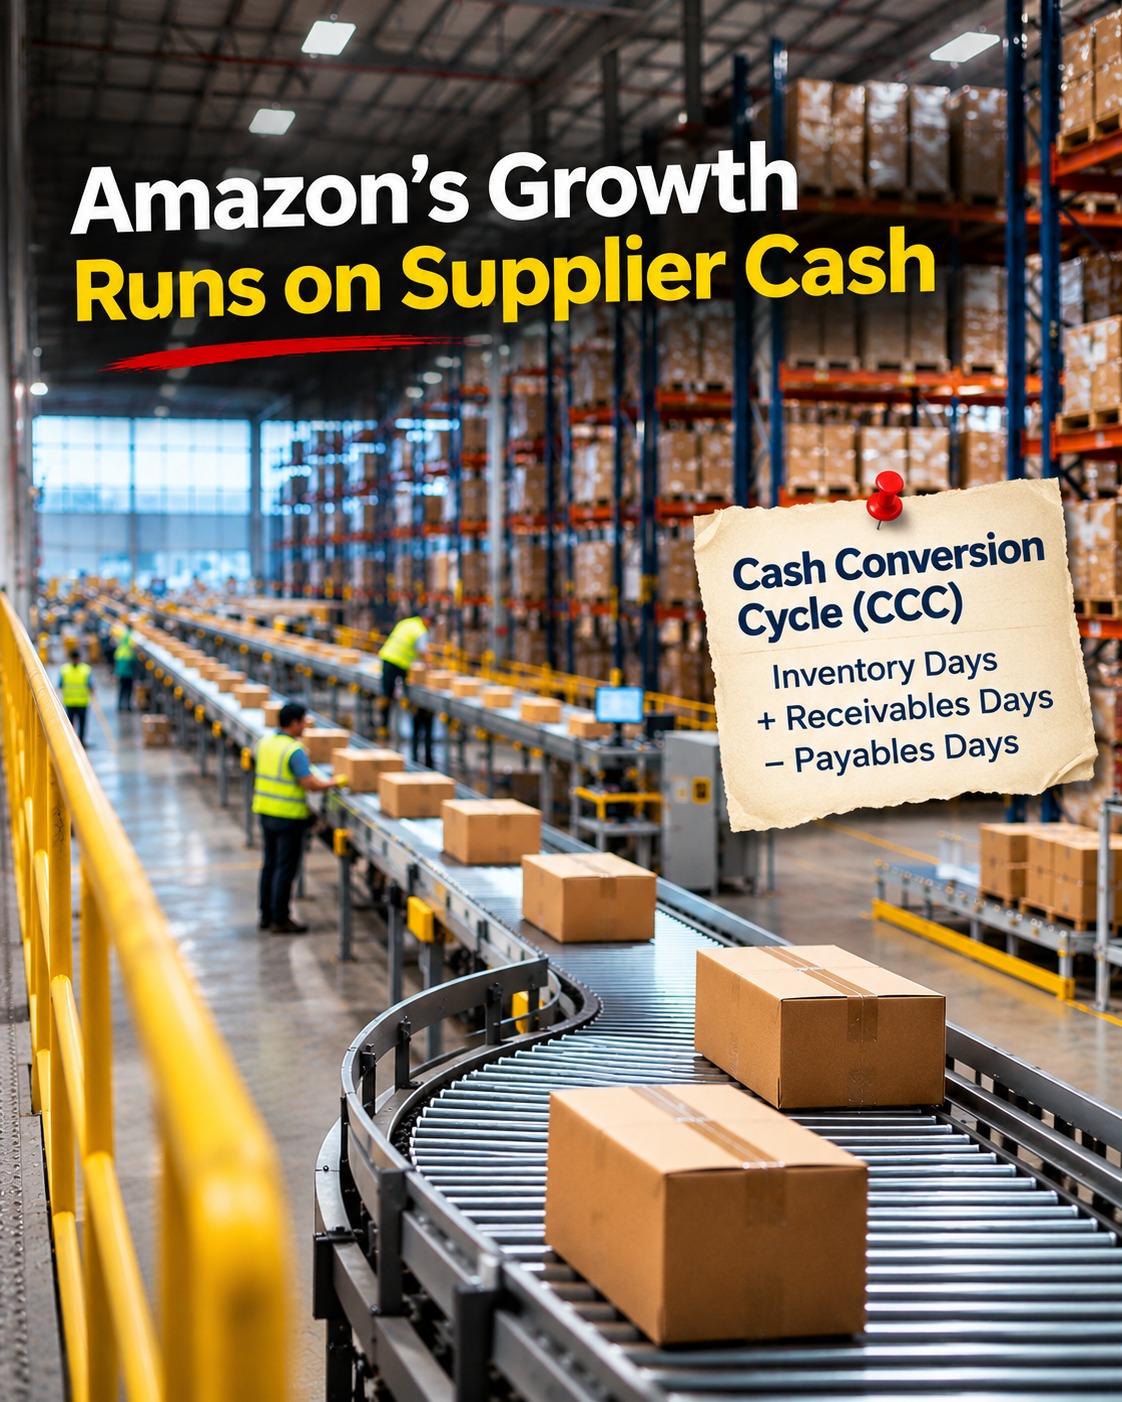 Amazon’s Growth
Runs on Supplier Cash
Cash Conversion
Cycle (CCC)
Inventory Days
+ Receivables Days
– Payables Days